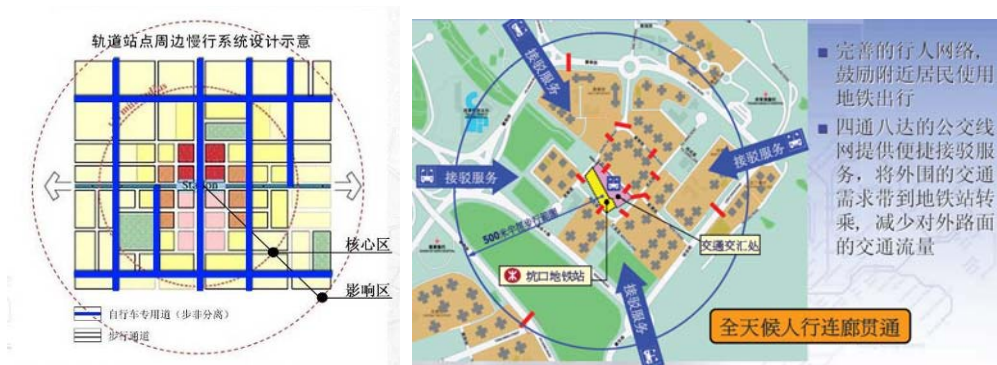 轨道站点周边慢行系统设计示意
Station
核心区
影响区
自行车专用道（步非分离）
步行通道
接驳服务
接驳服务
接驳服务
接驳服务
500米
交通交汇处
坑口地铁站
全天候人行连廊贯通
■ 完善的行人网络，
鼓励附近居民使用
地铁出行
■ 四通八达的公交线
网提供便捷接驳服
务，将外围的交通
需求带到地铁站转
乘，减少对外路面
的交通流量